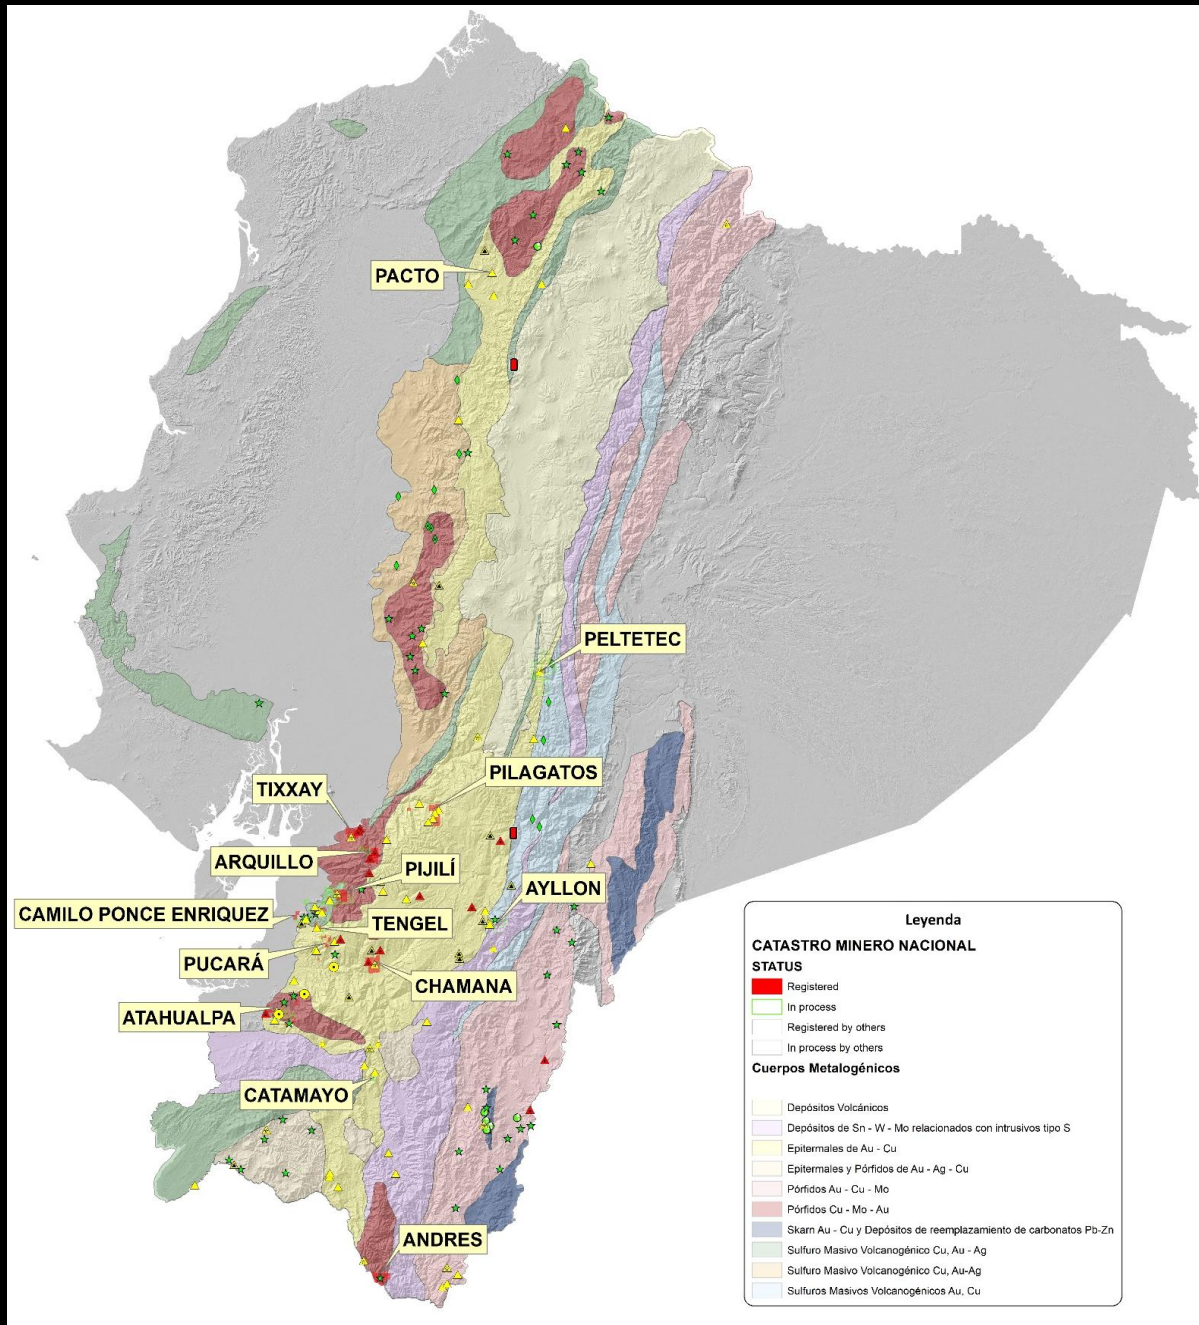 PACTO
PELTETEC
PILAGATOS
TIXXAY
ARQUILLO
PIJILÍ
AYLLON
CAMILO PONCE ENRIQUEZ
TENGEL
PUCARÁ
CHAMANA
ATAHUALPA
CATAMAYO
ANDRES
Leyenda
CATASTRO MINERO NACIONAL
STATUS
Registered
In process
Registered by others
In process by others
Cuerpos Metalogénicos
Depósitos Volcánicos
Depósitos de Sn - W - Mo relacionados con intrusivos tipo S
Epitermales de Au - Cu
Epitermales y Pórfidos de Au - Ag - Cu
Pórfidos Au - Cu - Mo
Pórfidos Cu - Mo - Au
Skarn Au - Cu y Depósitos de reemplazamiento de carbonatos Pb-Zn
Sulfuro Masivo Volcanogénico Cu, Au - Ag
Sulfuro Masivo Volcanogénico Cu, Au-Ag
Sulfuros Masivos Volcanogénicos Au, Cu